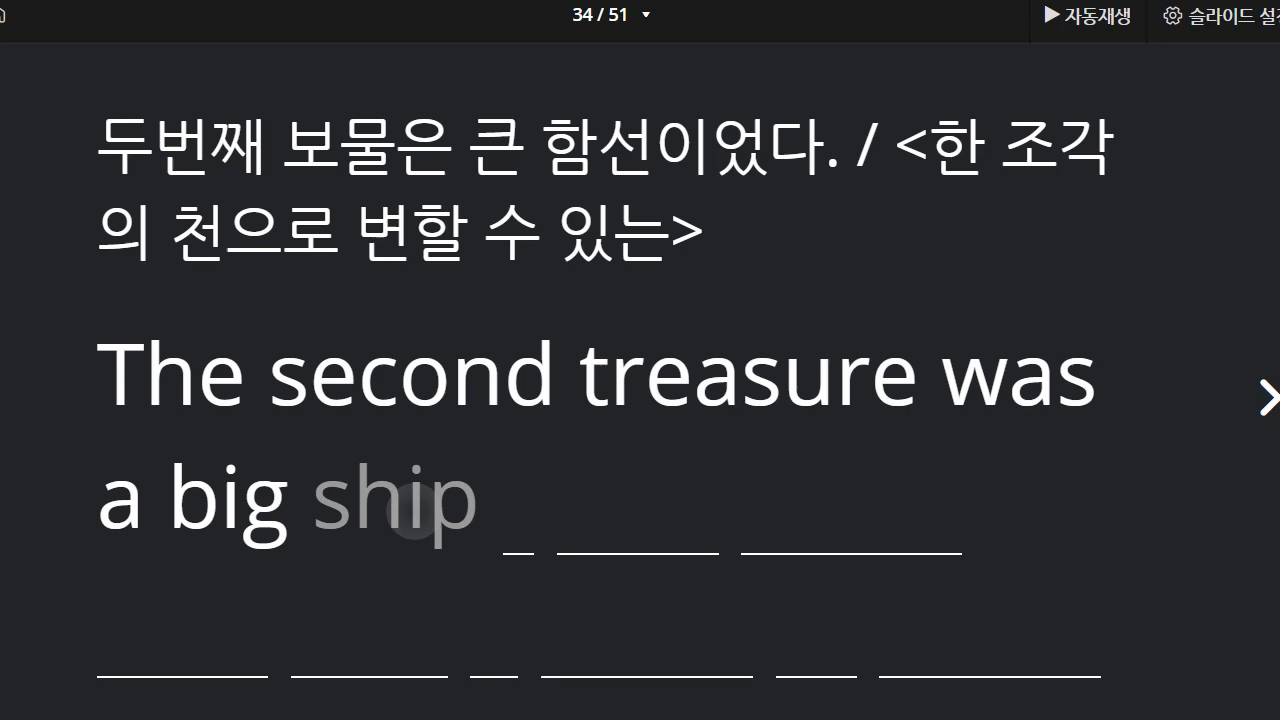 34 / 51
자동재생
슬라이드 설
두번째 보물은 큰 함선이었다. / <한 조각
의 천으로 변할 수 있는>
The second treasure was
a big ship